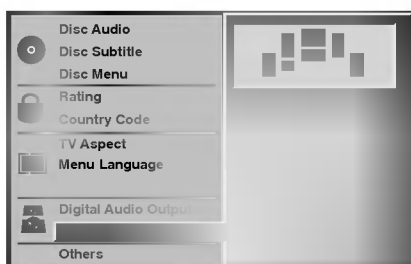 Disc Audio
Disc Subtitle
Disc Menu
Rating
Country Code
TV Aspect
Menu Language
Digital Audio Output
Others